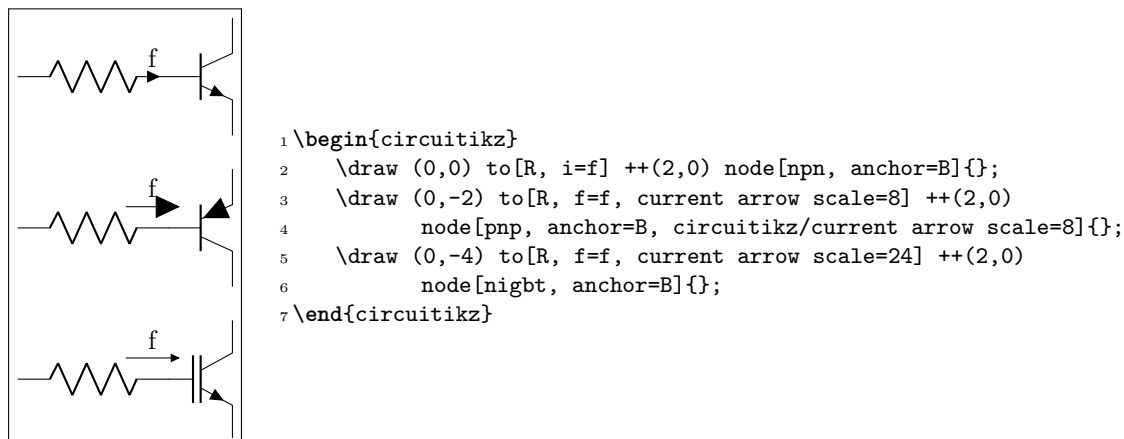 f
f
f
1 \begin{circuitikz}
2     \draw (0,0) to[R, i=f] ++(2,0) node[npn, anchor=B]{};
3     \draw (0,-2) to[R, f=f, current arrow scale=8] ++(2,0)
4             node[pnp, anchor=B, circuitikz/current arrow scale=8]{};
5     \draw (0,-4) to[R, f=f, current arrow scale=24] ++(2,0)
6             node[nigbt, anchor=B]{};
7 \end{circuitikz}